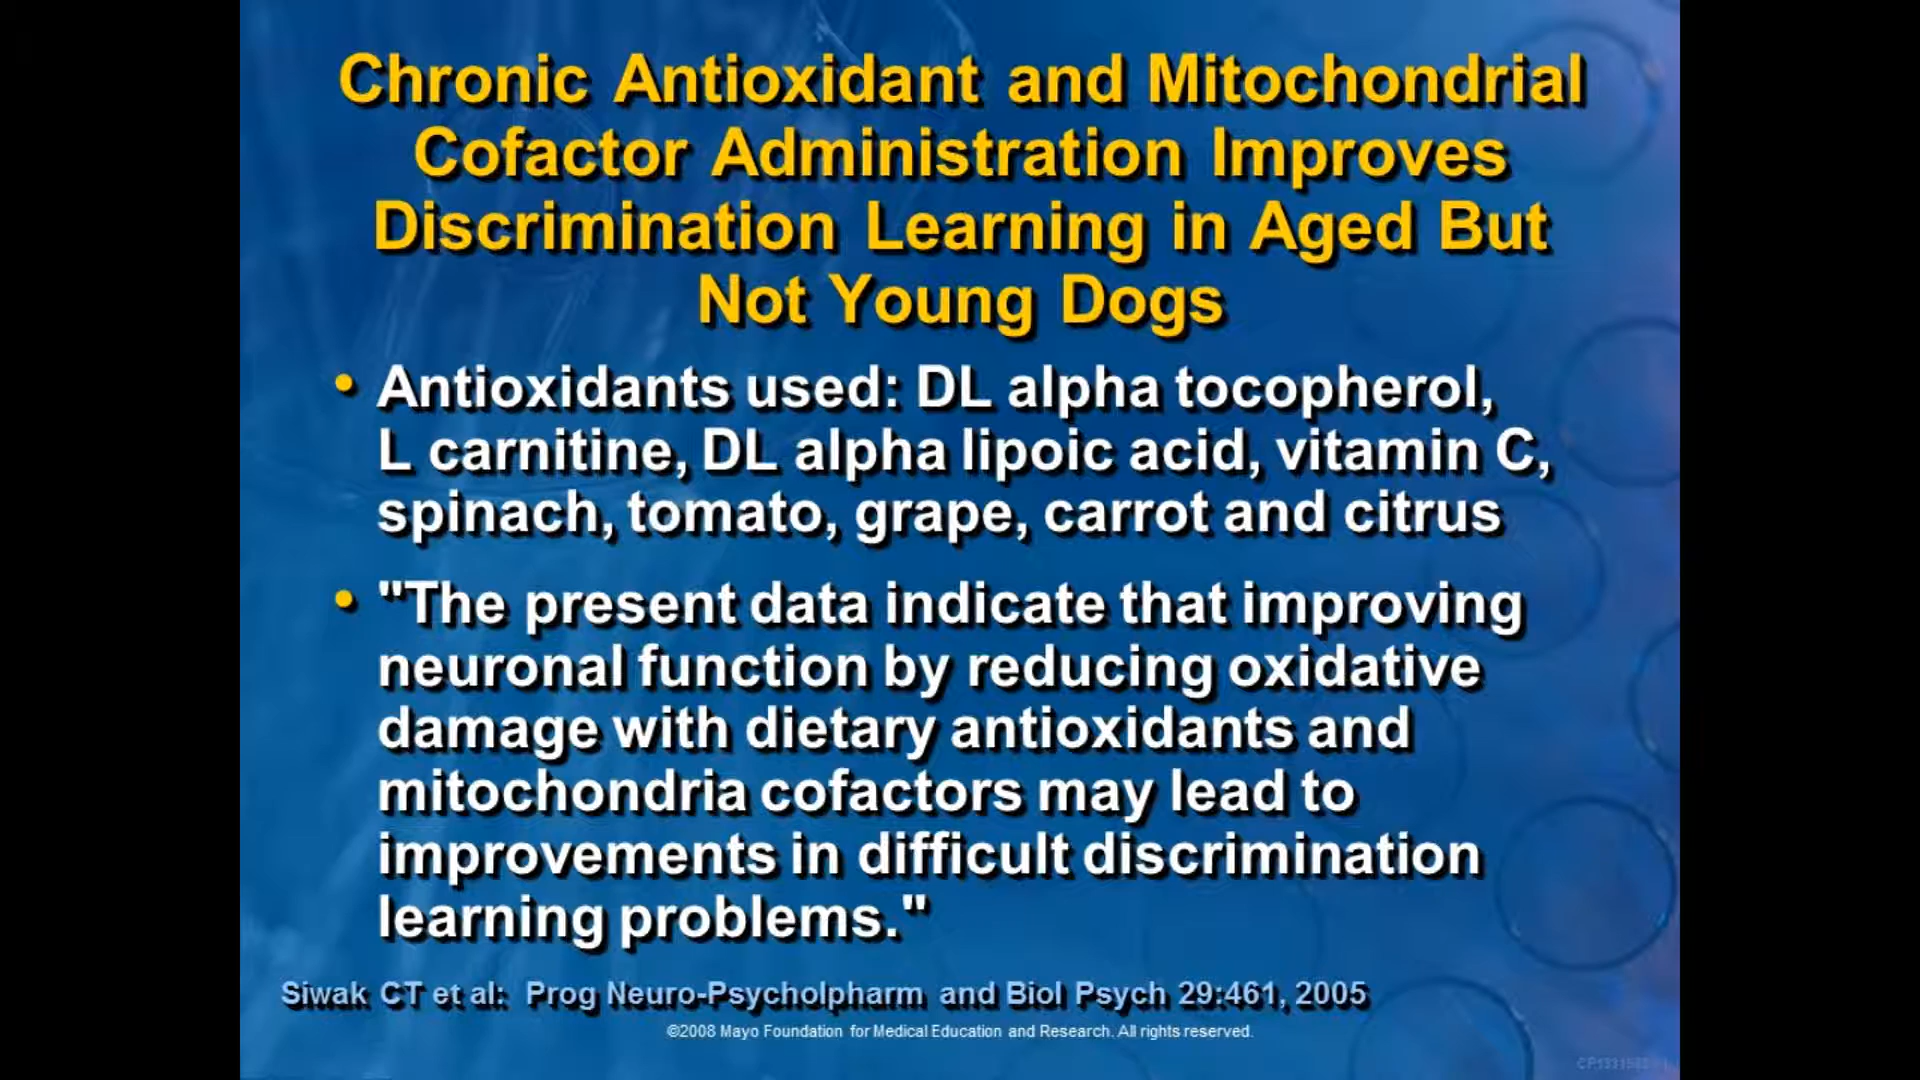 Chronic Antioxidant and Mitochondrial
Cofactor Administration Improves
Discrimination Learning in Aged But
Not Young Dogs
• Antioxidants used: DL alpha tocopherol,
L carnitine, DL alpha lipoic acid, vitamin C,
spinach, tomato, grape, carrot and citrus
• "The present data indicate that improving
neuronal function by reducing oxidative
damage with dietary antioxidants and
mitochondria cofactors may lead to
improvements in difficult discrimination
learning problems."
Siwak CT et al: Prog Neuro-Psycholpharm and Biol Psych 29:461, 2005
©2008 Mayo Foundation for Medical Education and Research. All rights reserved.